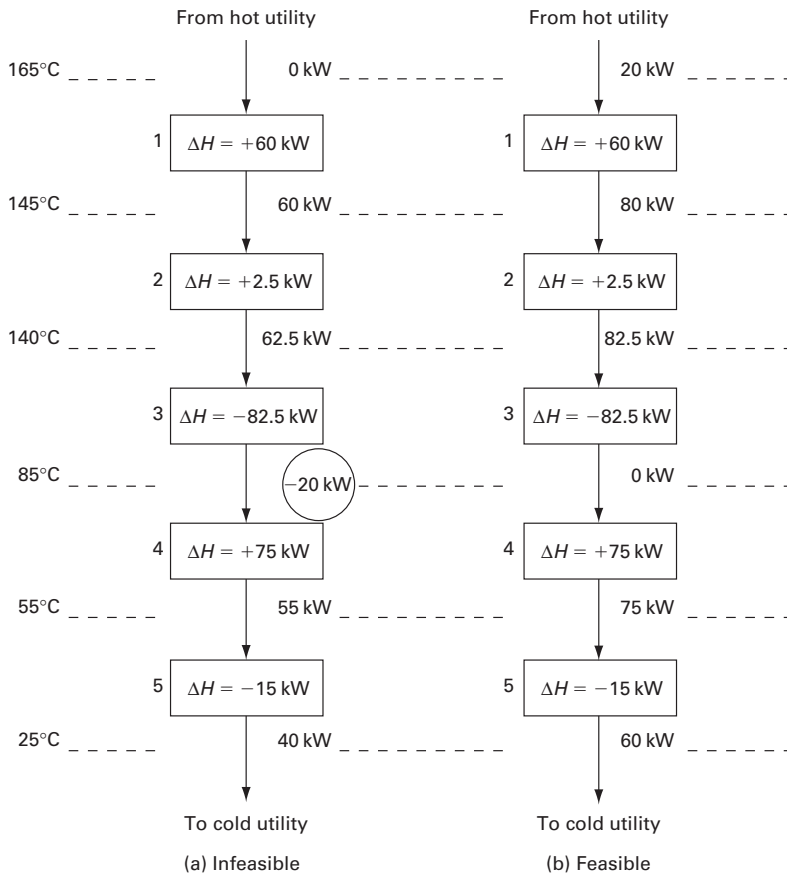 From hot utility From hot utility
165°C 0 kW 20 kW
1 ΔH = +60 kW 1 ΔH = +60 kW
145°C 60 kW 80 kW
2 ΔH = +2.5 kW 2 ΔH = +2.5 kW
140°C 62.5 kW 82.5 kW
3 ΔH = −82.5 kW 3 ΔH = −82.5 kW
85°C −20 kW 0 kW
4 ΔH = +75 kW 4 ΔH = +75 kW
55°C 55 kW 75 kW
5 ΔH = −15 kW 5 ΔH = −15 kW
25°C 40 kW 60 kW
To cold utility To cold utility
(a) Infeasible (b) Feasible